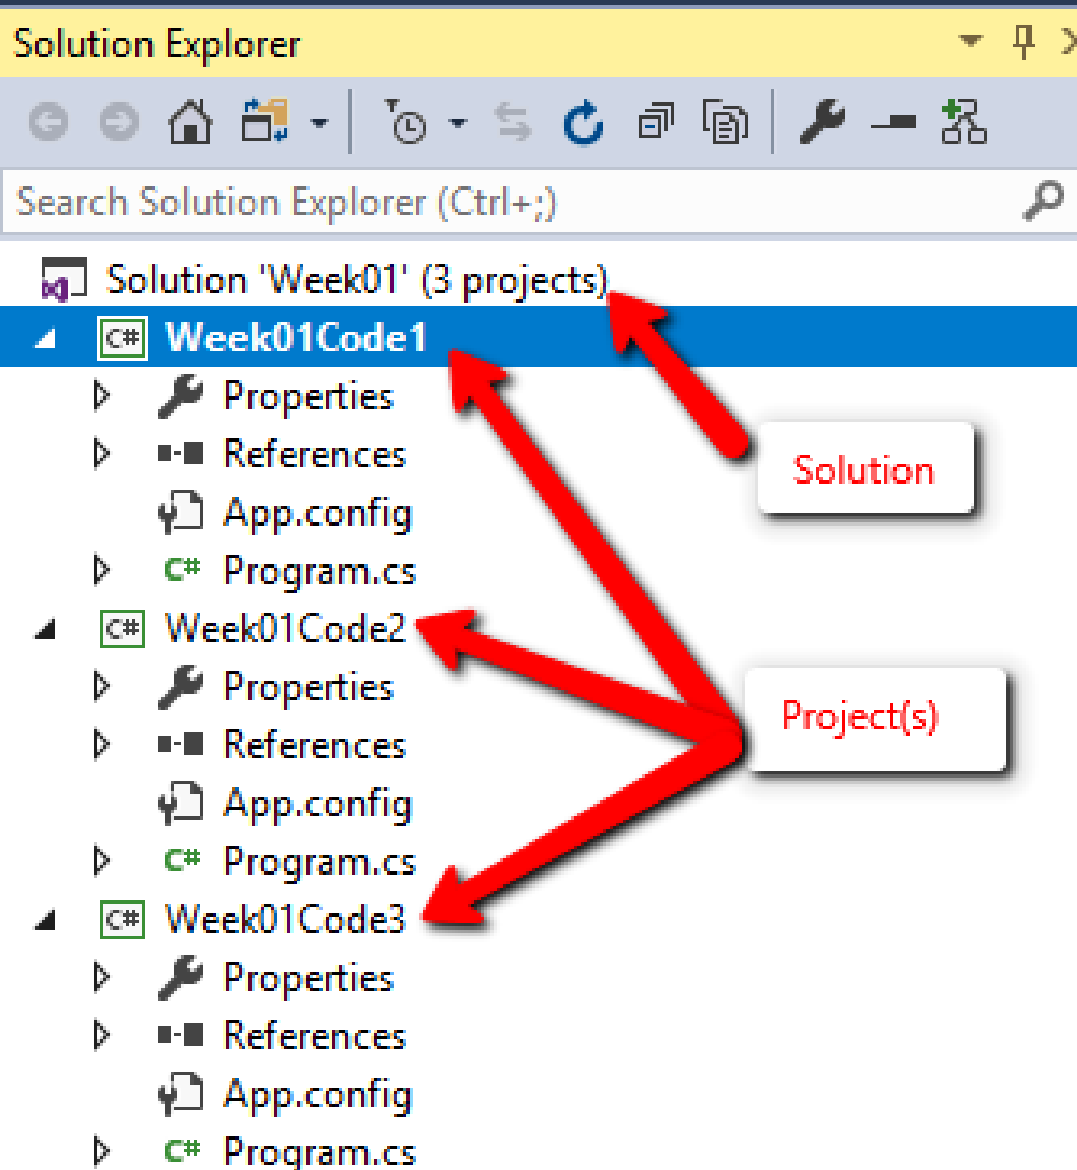 Solution Explorer
Search Solution Explorer (Ctrl+;)
Solution 'Week01' (3 projects)
C# Week01Code1
Properties
References
Solution
App.config
C# Program.cs
C# Week01Code2
Properties
Project(s)
References
App.config
C# Program.cs
C# Week01Code3
Properties
References
App.config
C# Program.cs